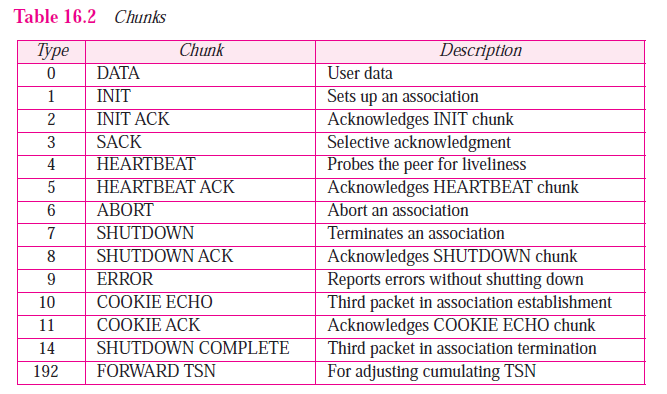 Table 16.2 Chunks
Type Chunk Description
0 DATA User data
1 INIT Sets up an association
2 INIT ACK Acknowledges INIT chunk
3 SACK Selective acknowledgment
4 HEARTBEAT Probes the peer for liveliness
5 HEARTBEAT ACK Acknowledges HEARTBEAT chunk
6 ABORT Abort an association
7 SHUTDOWN Terminates an association
8 SHUTDOWN ACK Acknowledges SHUTDOWN chunk
9 ERROR Reports errors without shutting down
10 COOKIE ECHO Third packet in association establishment
11 COOKIE ACK Acknowledges COOKIE ECHO chunk
14 SHUTDOWN COMPLETE Third packet in association termination
192 FORWARD TSN For adjusting cumulating TSN